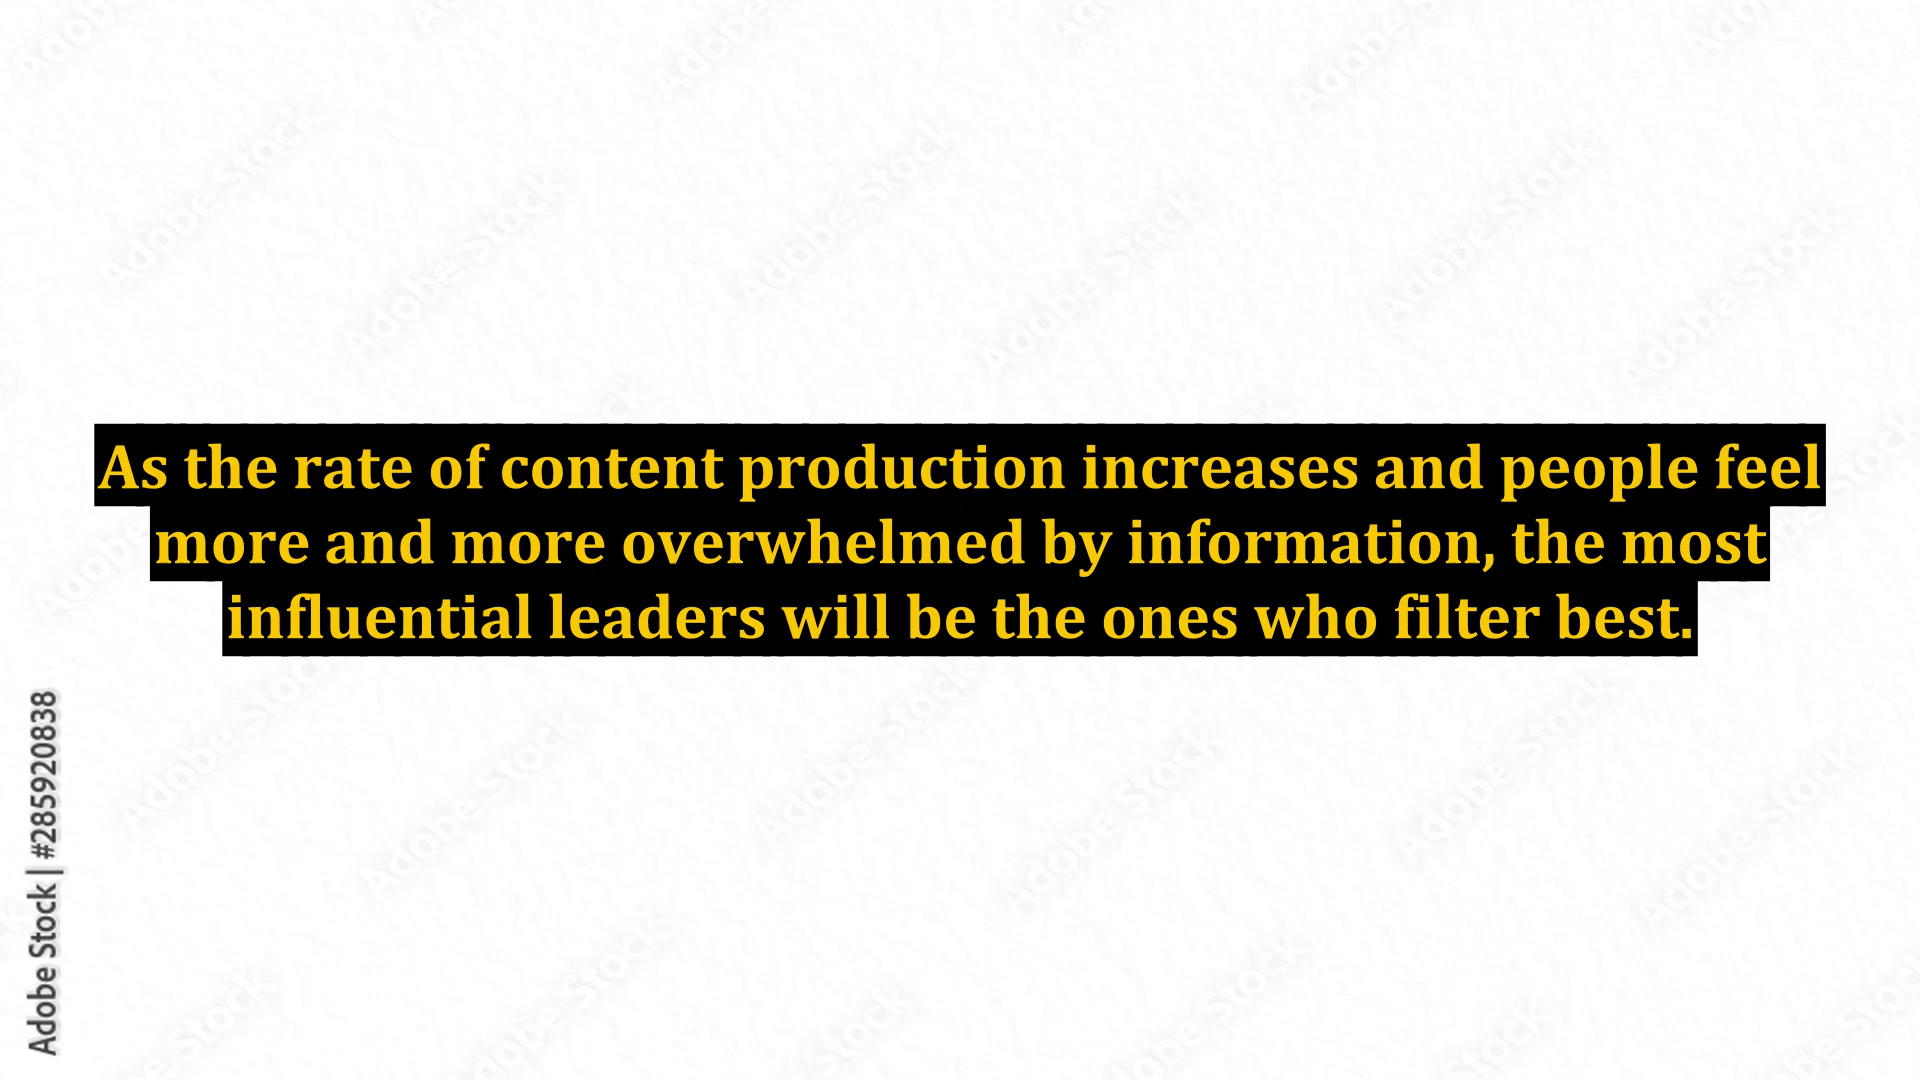 As the rate of content production increases and people feel
more and more overwhelmed by information, the most
influential leaders will be the ones who filter best.
Adobe Stock | #285920838